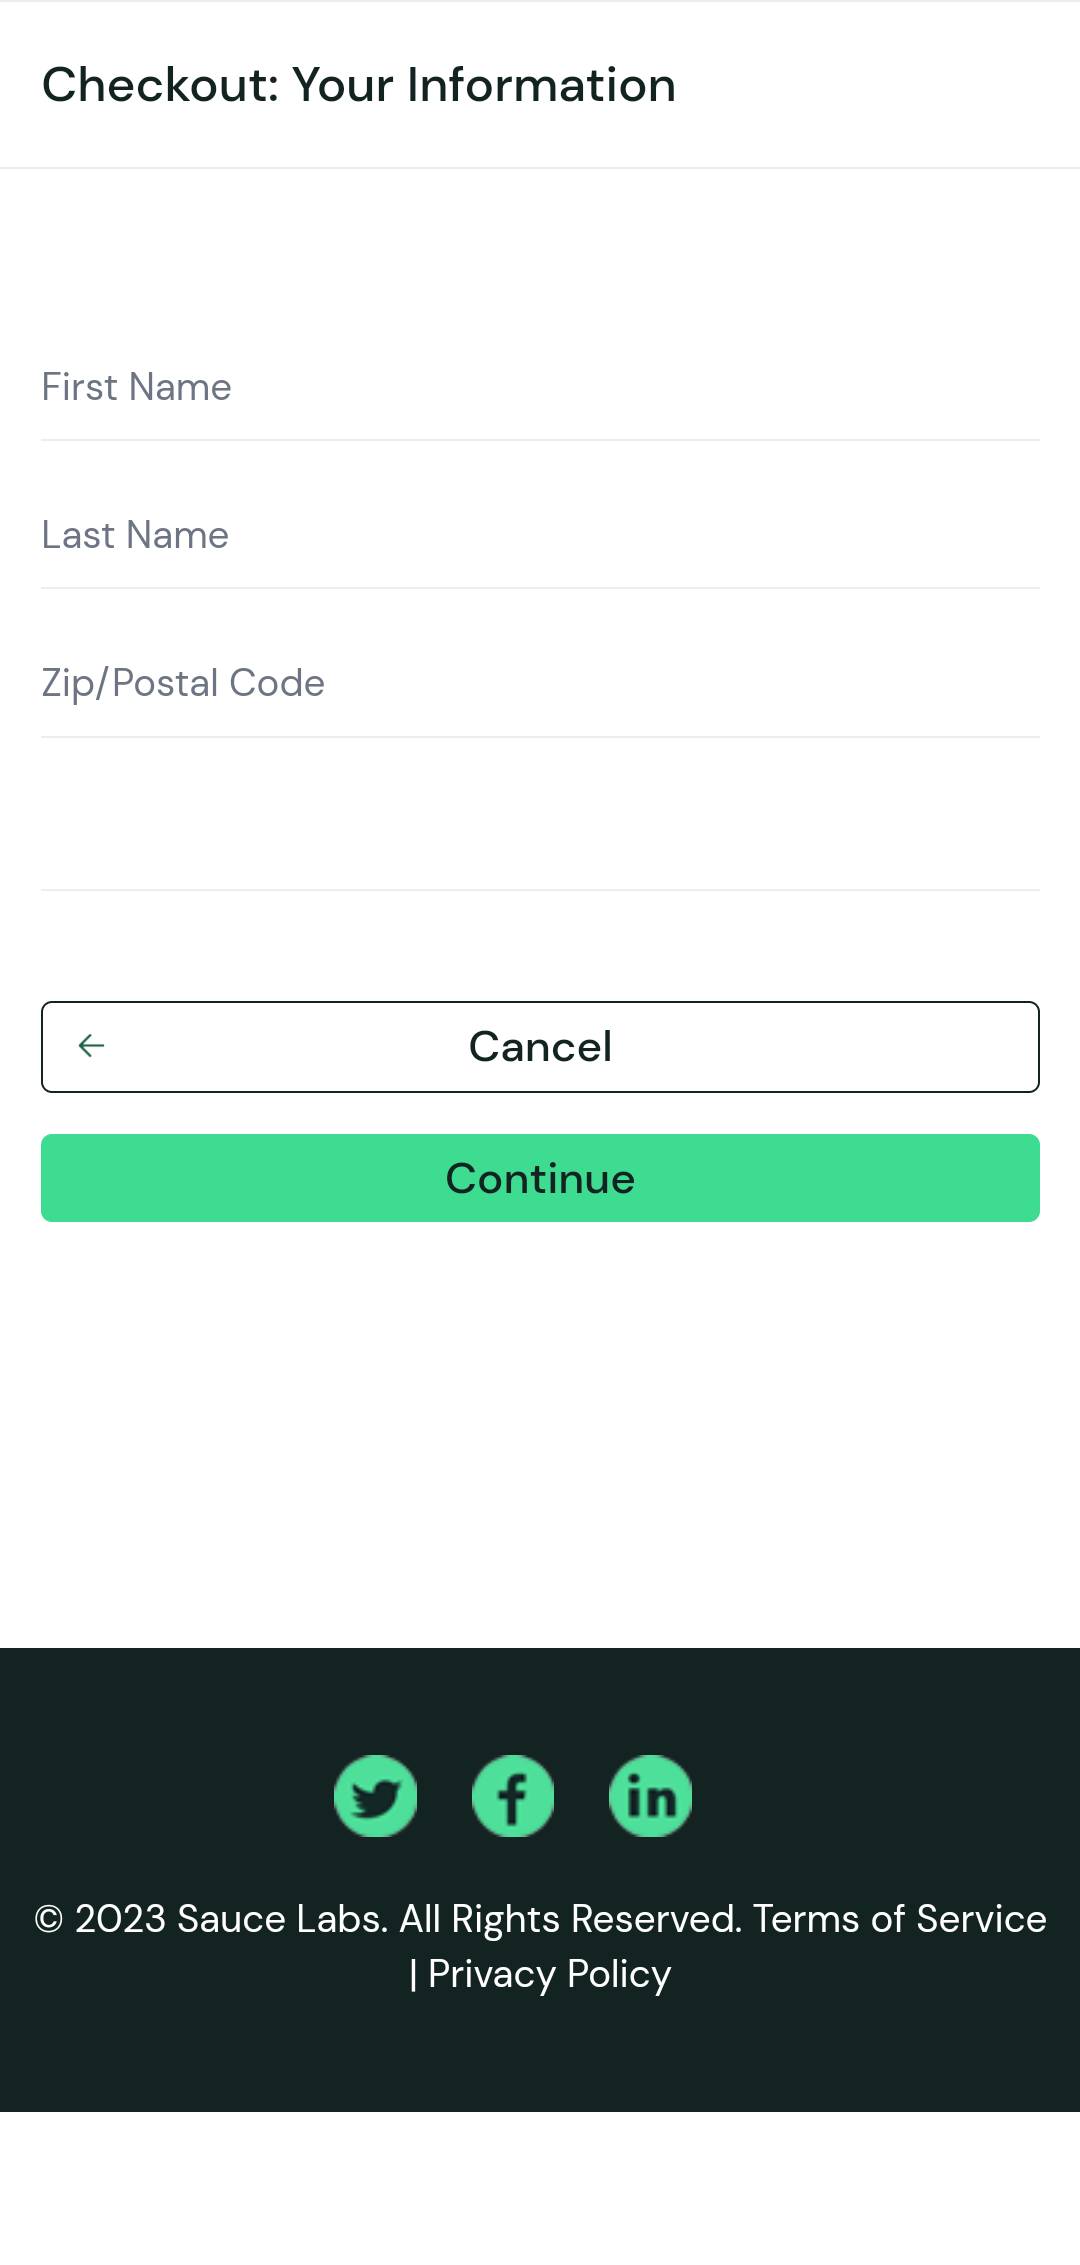 Checkout: Your Information
First Name
Last Name
Zip/Postal Code
Cancel
Continue
© 2023 Sauce Labs. All Rights Reserved. Terms of Service
| Privacy Policy